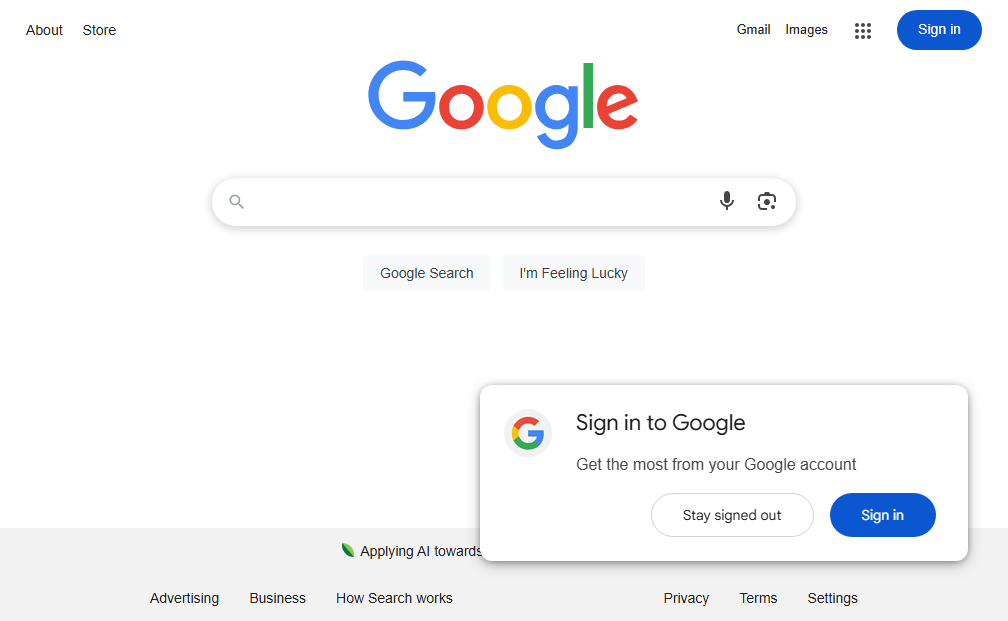 About Store Gmail Images Sign in
Google
Google Search I'm Feeling Lucky
Sign in to Google
Get the most from your Google account
Stay signed out Sign in
Applying AI towards
Advertising Business How Search works Privacy Terms Settings